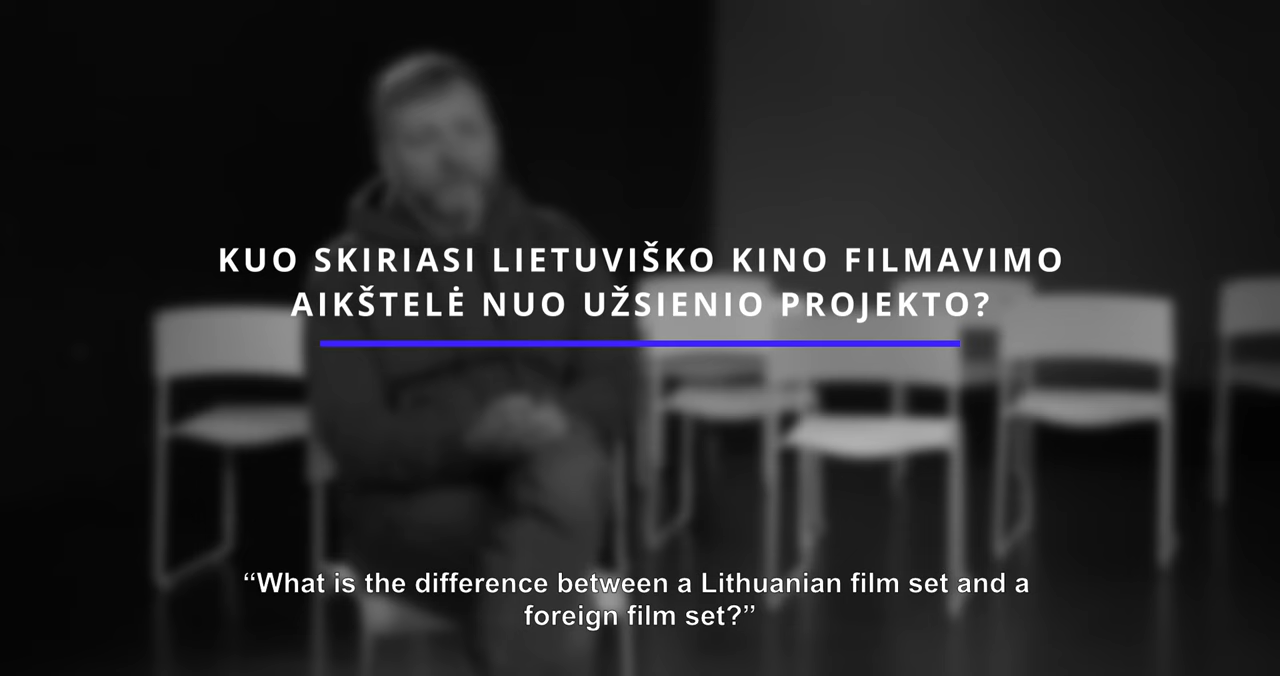 KUO SKIRIASI LIETUVIŠKO KINO FILMAVIMO
AIKŠTELĖ NUO UŽSIENIO PROJEKTO?
“What is the difference between a Lithuanian film set and a
foreign film set?”